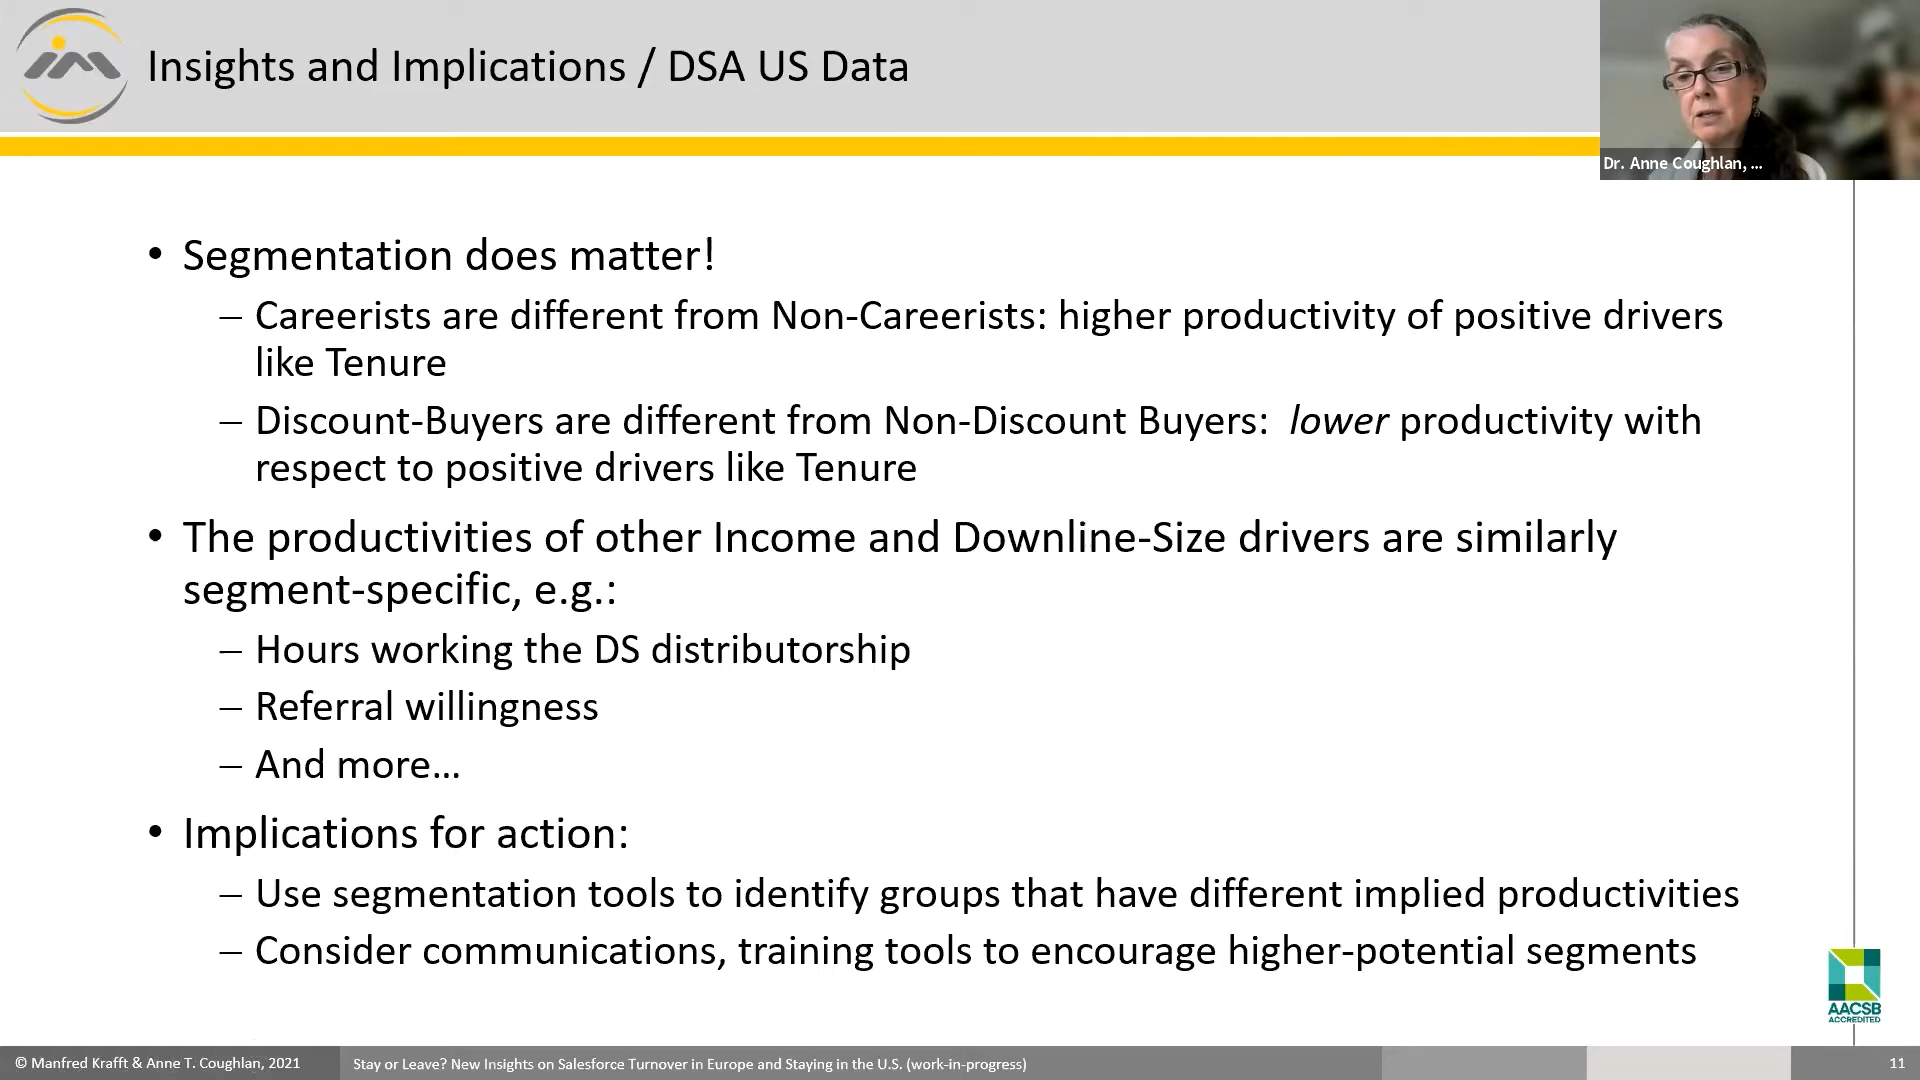 im
Insights and Implications / DSA US Data
Dr. Anne Coughlan, ...
• Segmentation does matter!
– Careerists are different from Non-Careerists: higher productivity of positive drivers
like Tenure
– Discount-Buyers are different from Non-Discount Buyers: lower productivity with
respect to positive drivers like Tenure
• The productivities of other Income and Downline-Size drivers are similarly
segment-specific, e.g.:
– Hours working the DS distributorship
– Referral willingness
– And more…
• Implications for action:
– Use segmentation tools to identify groups that have different implied productivities
– Consider communications, training tools to encourage higher-potential segments
AACSB
ACCREDITED
© Manfred Krafft & Anne T. Coughlan, 2021
Stay or Leave? New Insights on Salesforce Turnover in Europe and Staying in the U.S. (work-in-progress)
11